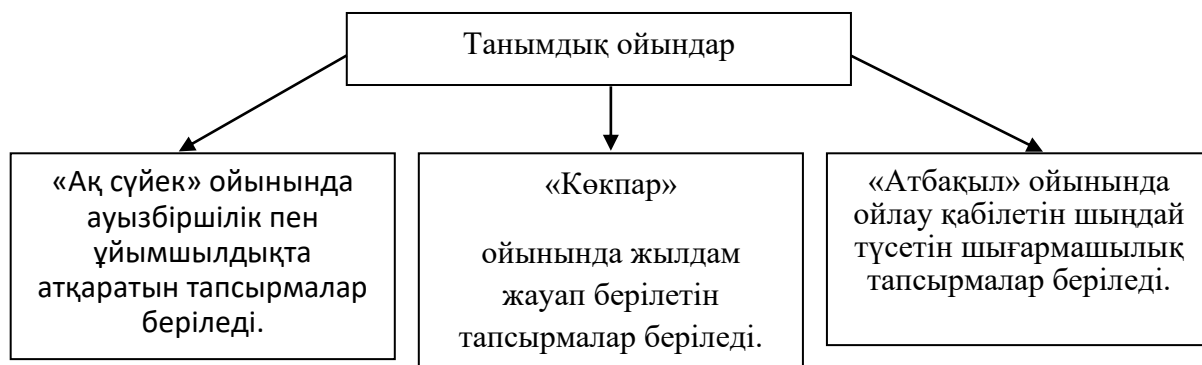 Танымдық ойындар
«Ақ сүйек» ойынында
ауызбіршілік пен
ұйымшылдықта
атқаратын тапсырмалар
беріледі.
«Көкпар»
ойынында жылдам
жауап берілетін
тапсырмалар беріледі.
«Атбақыл» ойынында
ойлау қабілетін шыңдай
түсетін шығармашылық
тапсырмалар беріледі.